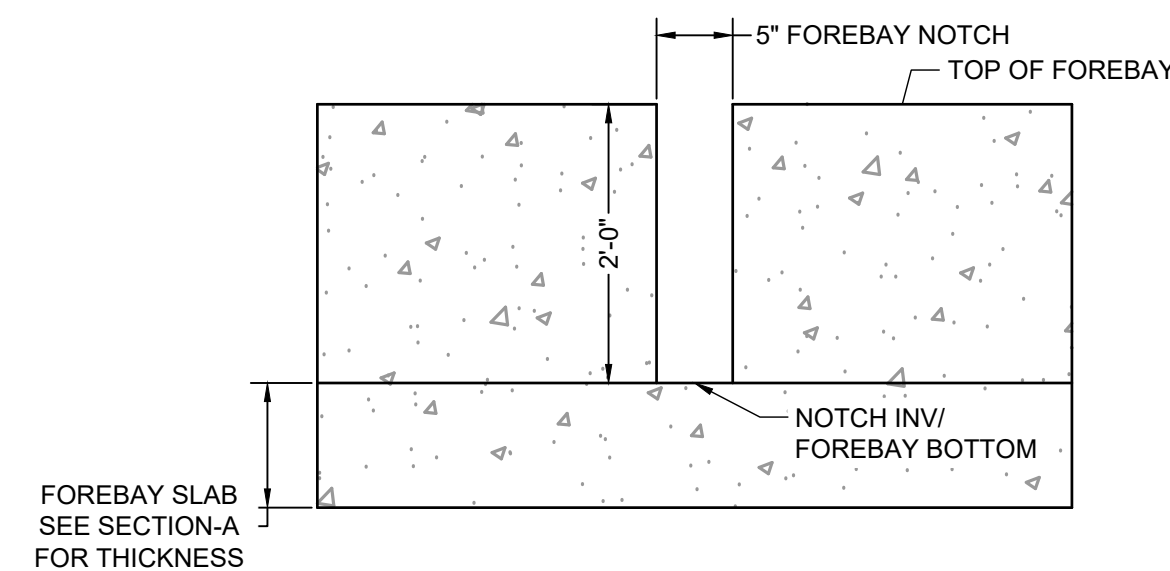 5" FOREBAY NOTCH
TOP OF FOREBAY
2'-0"
NOTCH INV/
FOREBAY BOTTOM
FOREBAY SLAB
SEE SECTION-A
FOR THICKNESS